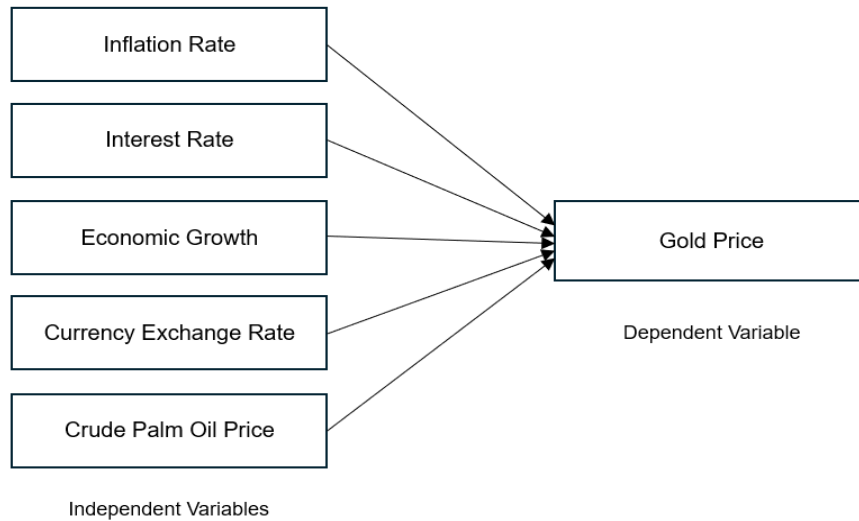 Inflation Rate
Interest Rate
Economic Growth
Currency Exchange Rate
Crude Palm Oil Price
Independent Variables
Gold Price
Dependent Variable